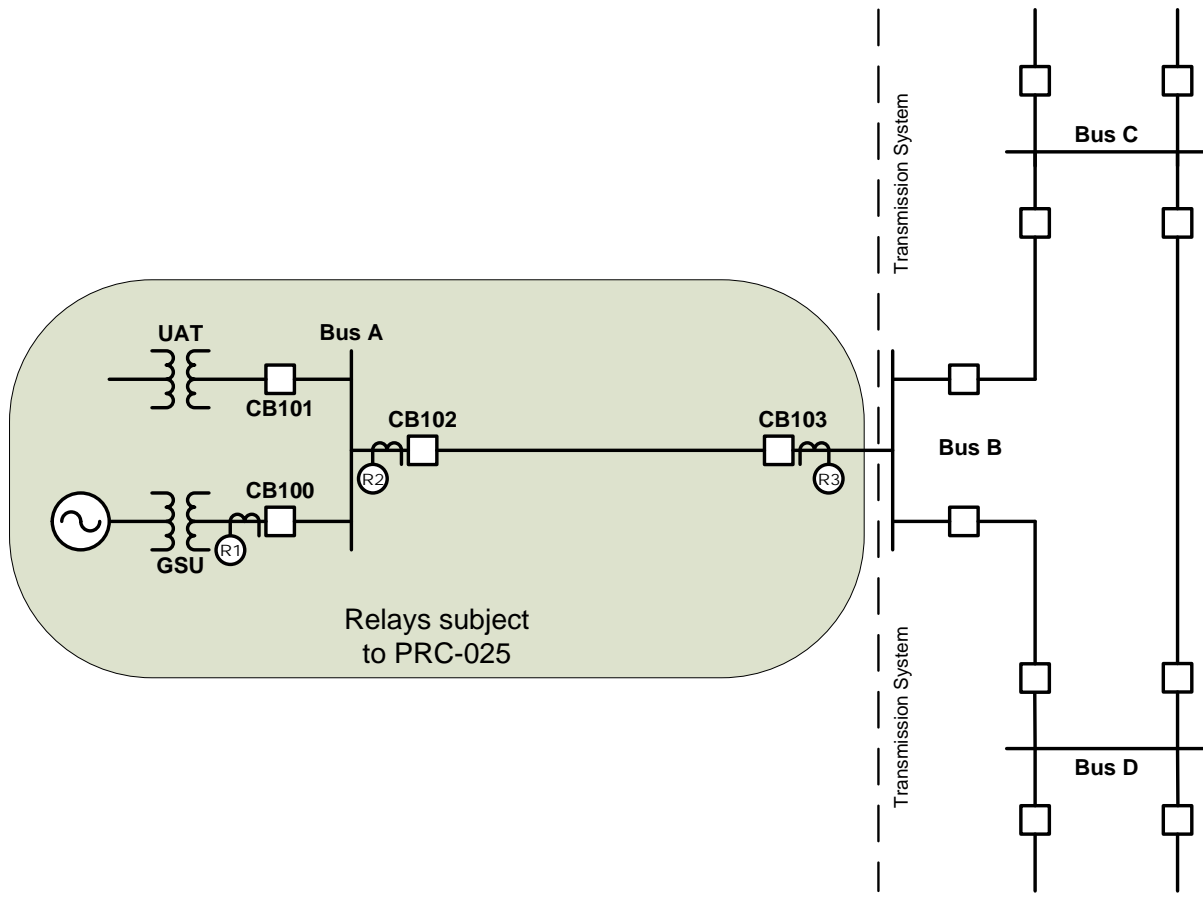 Bus C
Transmission System
UAT
Bus A
CB101
CB102
CB103
R2
R3
Bus B
CB100
R1
GSU
Relays subject
to PRC-025
Transmission System
Bus D